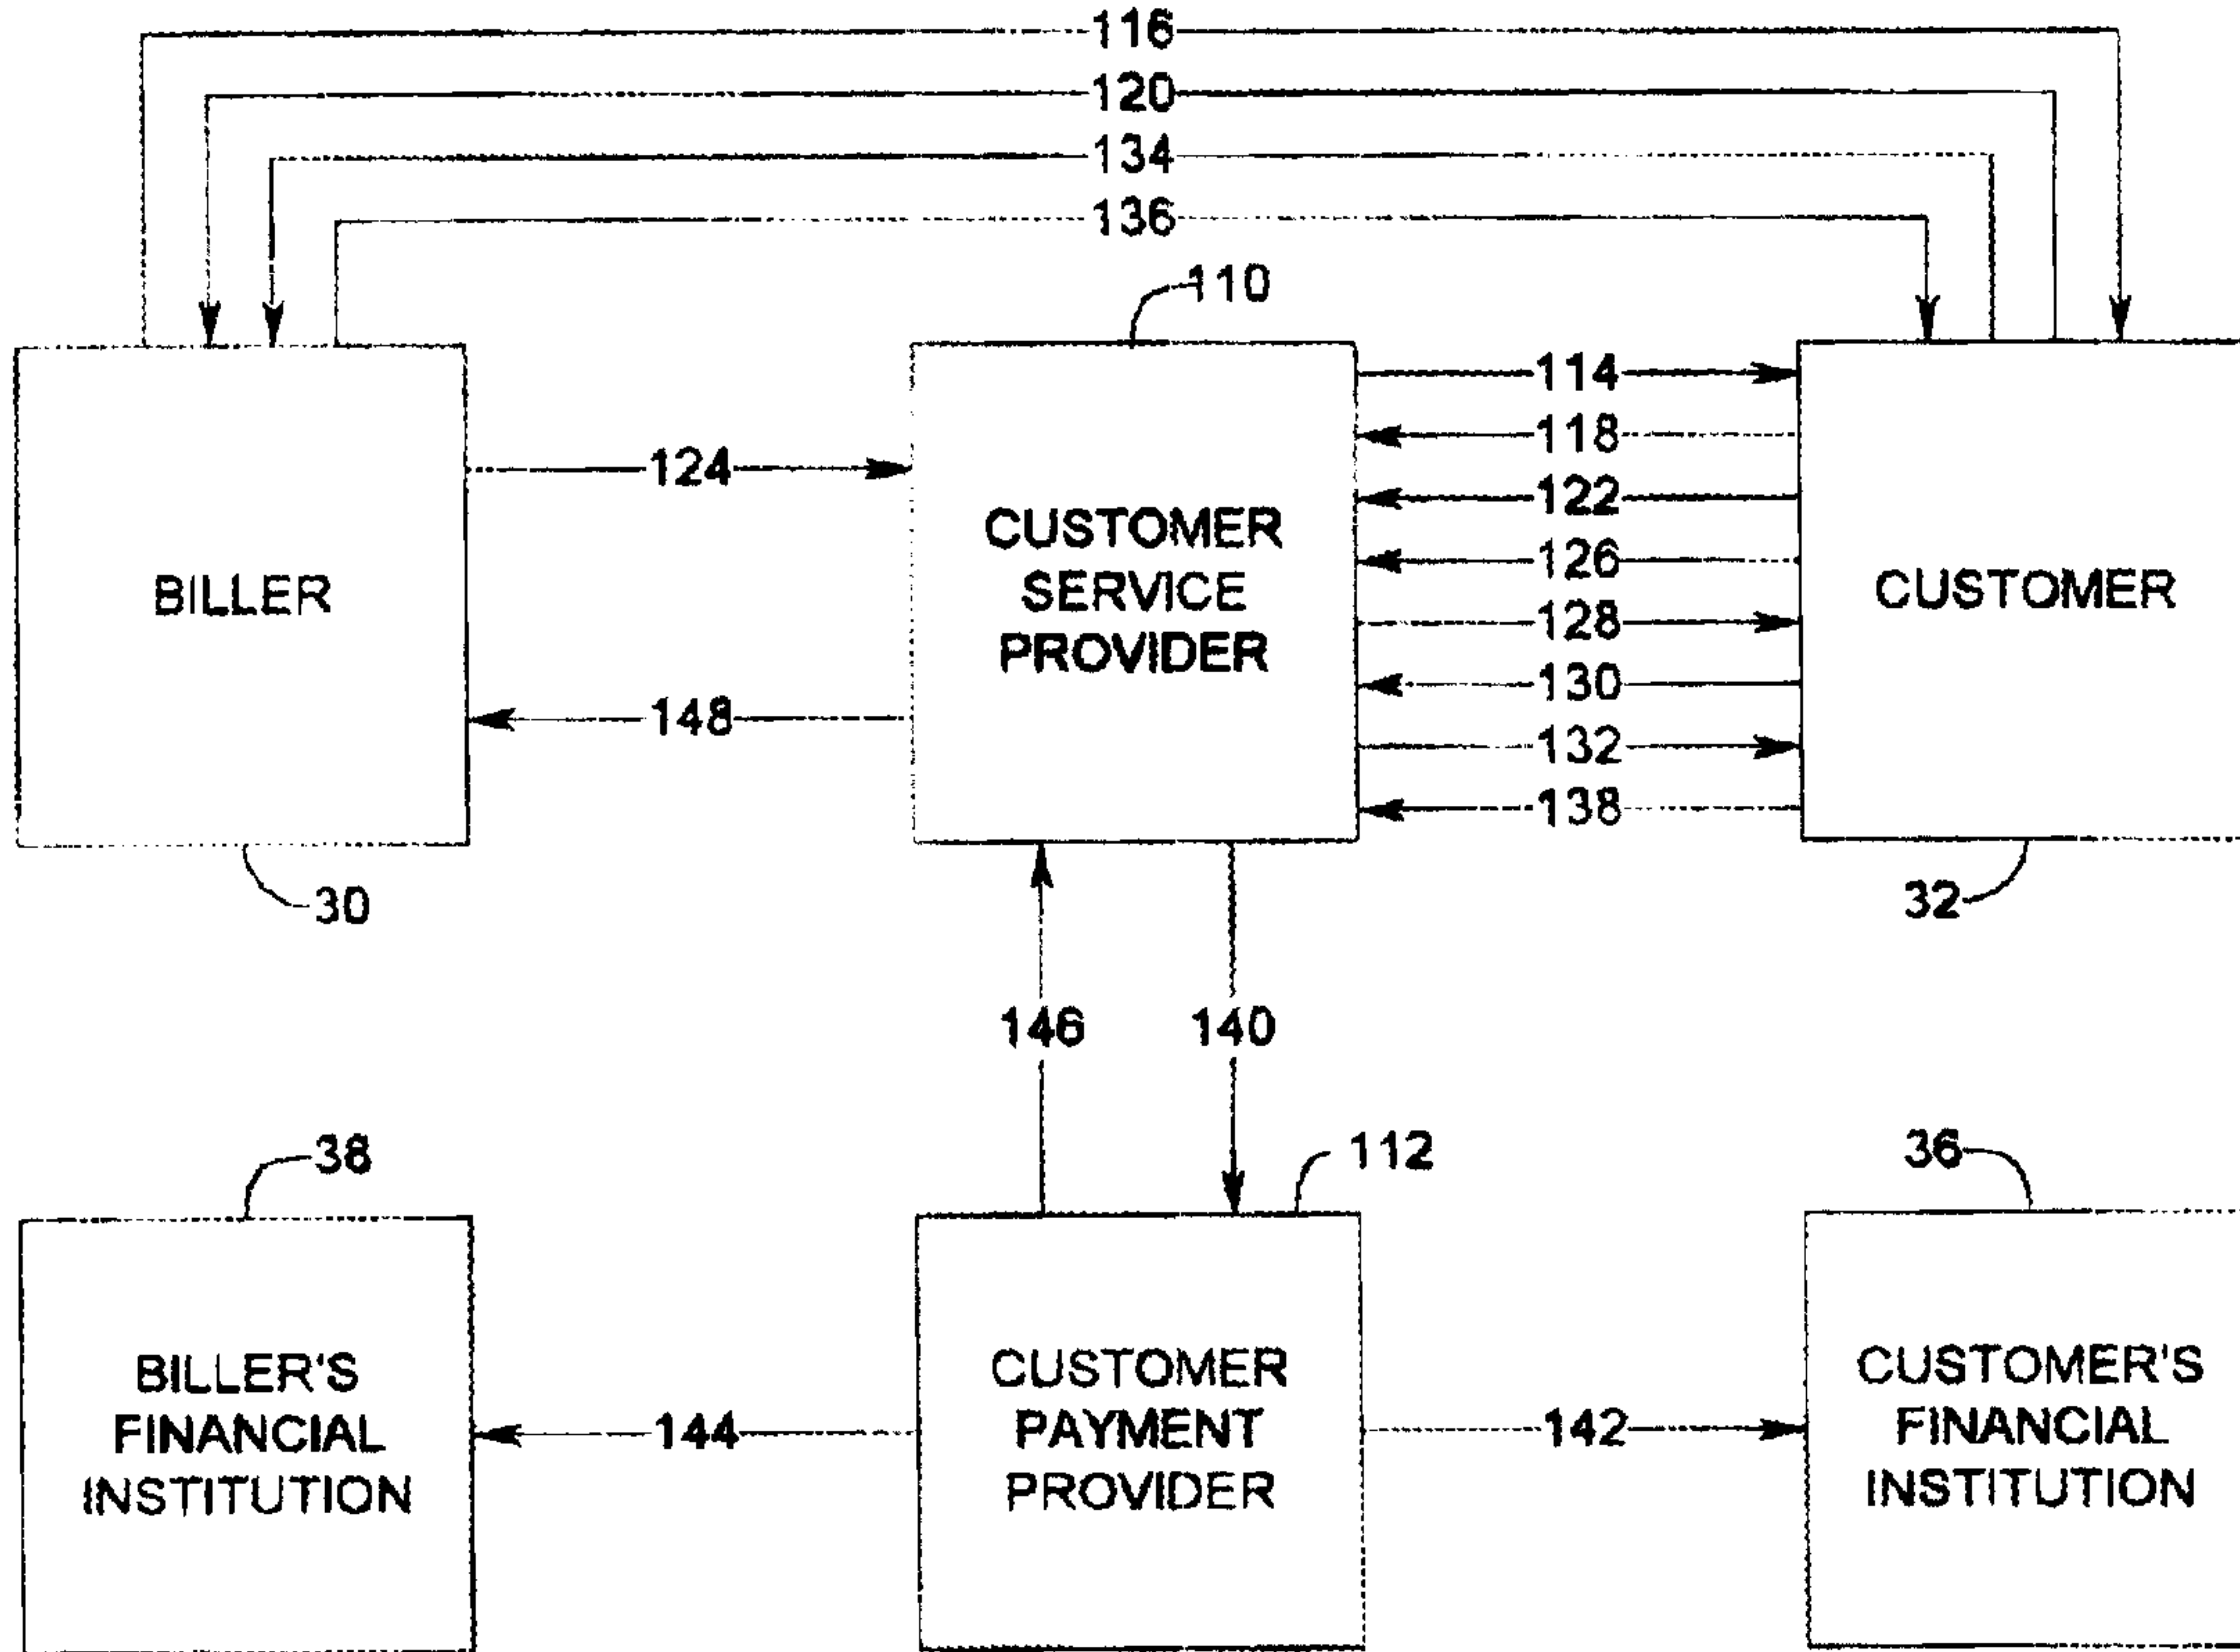 116
120
134
136
110
114
118
124
122
CUSTOMER
SERVICE
PROVIDER
126
BILLER
CUSTOMER
128
130
148
132
138
30
32
146
140
38
112
36
BILLER'S
FINANCIAL
INSTITUTION
144
CUSTOMER
PAYMENT
PROVIDER
142
CUSTOMER'S
FINANCIAL
INSTITUTION